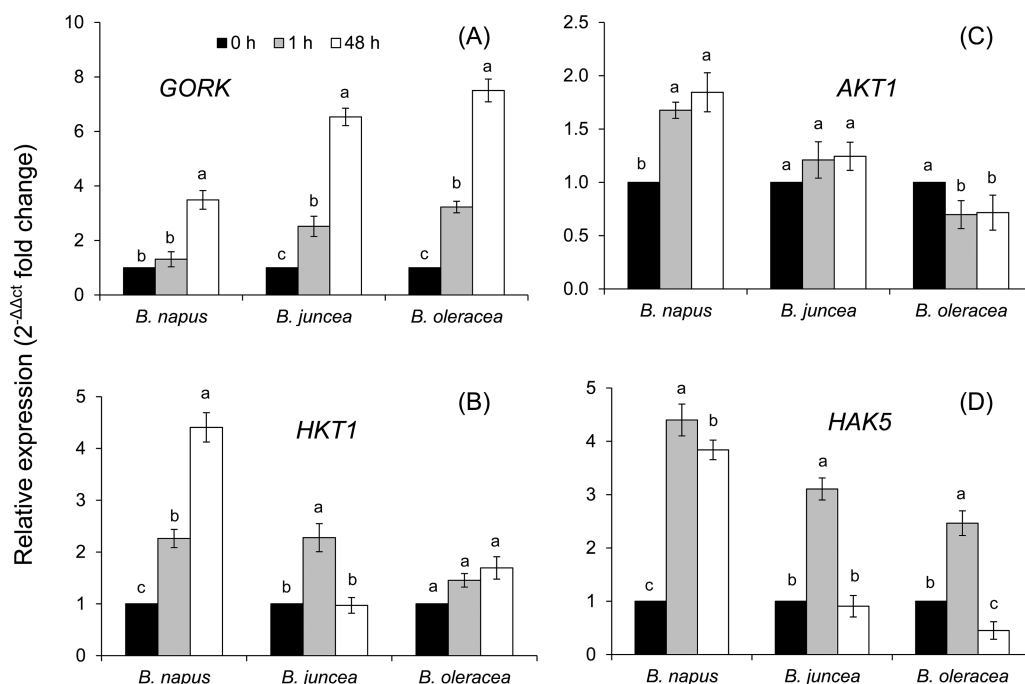 Relative expression (2-ΔΔct fold change)
(A)
0 h 1 h 48 h
GORK
10
8
6
4
2
0
b b a
c b a
c b a
B. napus B. juncea B. oleracea
(C)
AKT1
2.5
2.0
1.5
1.0
0.5
0.0
b a a
a a a
a b b
B. napus B. juncea B. oleracea
(B)
HKT1
5
4
3
2
1
0
c b a
b a b
a a a
B. napus B. juncea B. oleracea
(D)
HAK5
5
4
3
2
1
0
c a b
b a b
b a c
B. napus B. juncea B. oleracea